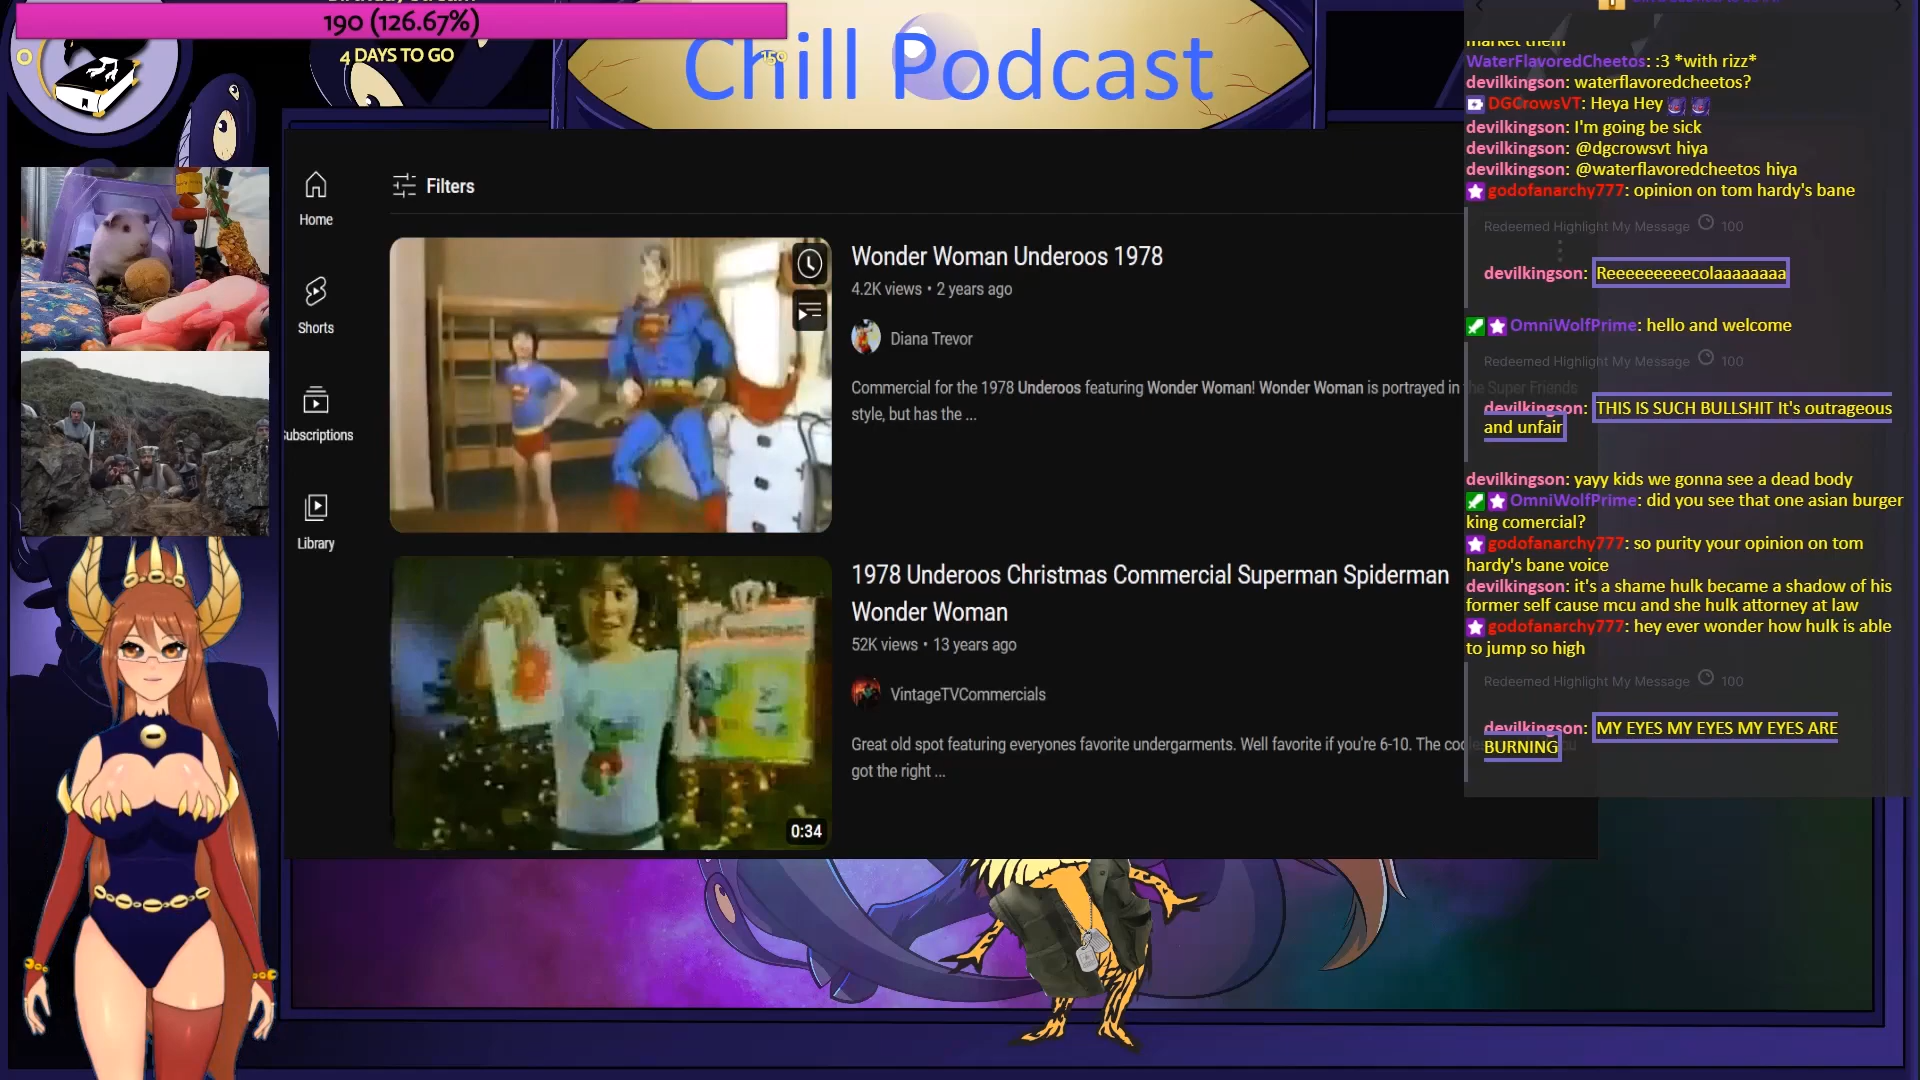 190 (126.67%)
150
4 DAYS TO GO
Chill Podcast
Home
Shorts
Subscriptions
Library
Filters
Wonder Woman Underoos 1978
4.2K views • 2 years ago
Diana Trevor
Commercial for the 1978 Underoos featuring Wonder Woman! Wonder Woman is portrayed in the Super Friends
style, but has the ...
1978 Underoos Christmas Commercial Superman Spiderman
Wonder Woman
52K views • 13 years ago
VintageTVCommercials
Great old spot featuring everyones favorite undergarments. Well favorite if you're 6-10. The
got the right ...
0:34
market them
WaterFlavoredCheetos: :3 *with rizz*
devilkingson: waterflavoredcheetos?
DGCrowsVT: Heya Hey
devilkingson: I'm going be sick
devilkingson: @dgcrowsvt hiya
devilkingson: @waterflavoredcheetos hiya
godofanarchy777: opinion on tom hardy's bane
Redeemed Highlight My Message 100
devilkingson: Reeeeeeeeecolaaaaaaaa
OmniWolfPrime: hello and welcome
Redeemed Highlight My Message 100
devilkingson: THIS IS SUCH BULLSHIT It's outrageous
and unfair
devilkingson: yayy kids we gonna see a dead body
OmniWolfPrime: did you see that one asian burger
king comercial?
godofanarchy777: so purity your opinion on tom
hardy's bane voice
devilkingson: it's a shame hulk became a shadow of his
former self cause mcu and she hulk attorney at law
godofanarchy777: hey ever wonder how hulk is able
to jump so high
Redeemed Highlight My Message 100
devilkingson: MY EYES MY EYES MY EYES ARE
BURNING